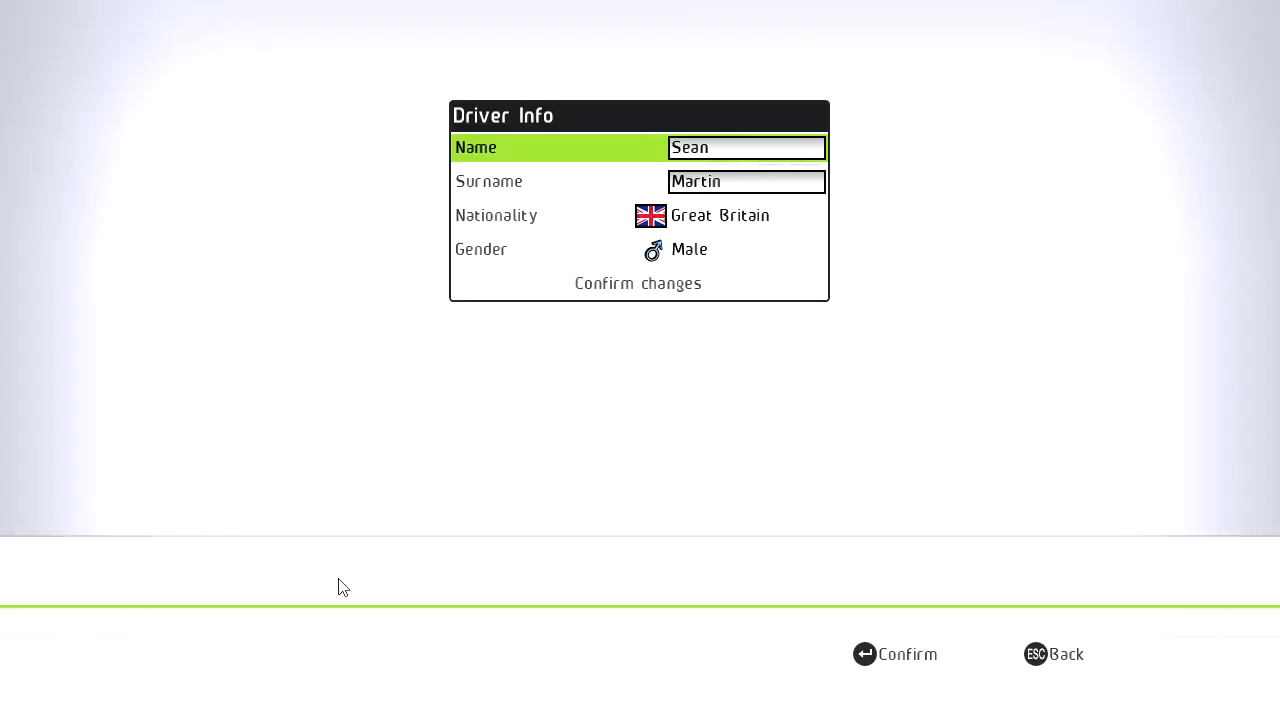 Driver Info
Name Sean
Surname Martin
Nationality Great Britain
Gender Male
Confirm changes
Confirm ESC Back